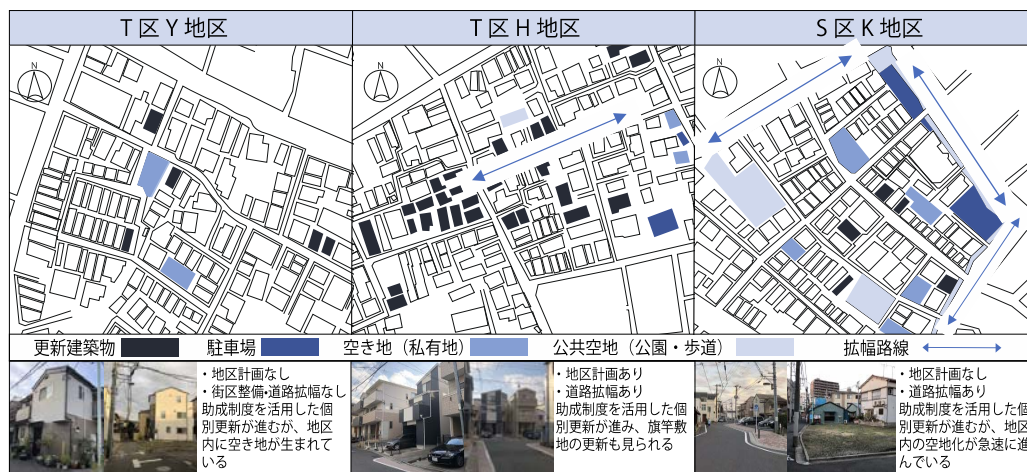 T区Y地区
T区H地区
S区K地区
N
N
N
更新建築物
駐車場
空き地（私有地）
公共空地（公園・歩道）
拡幅路線
・地区計画なし
・街区整備・道路拡幅なし
助成制度を活用した個
別更新が進むが、地区
内に空き地が生まれて
いる
・地区計画あり
・道路拡幅あり
助成制度を活用した個
別更新が進み、旗竿敷
地の更新も見られる
・地区計画なし
・道路拡幅あり
助成制度を活用した個
別更新が進むが、地区
内の空地化が急速に進
んでいる